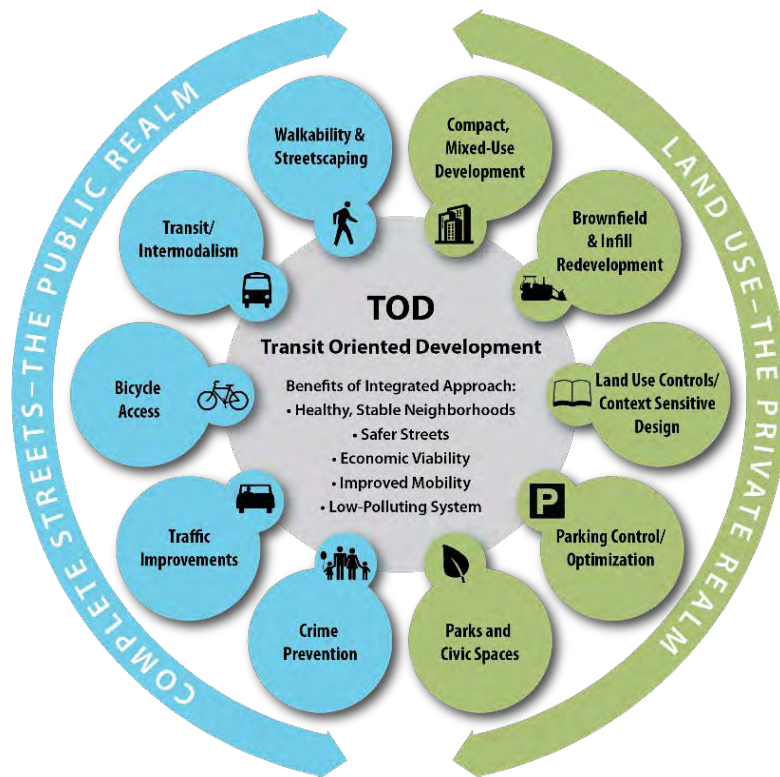 COMPLETE STREETS–THE PUBLIC REALM
LAND USE–THE PRIVATE REALM
Walkability &
Streetscaping
Compact,
Mixed-Use
Development
Transit/
Intermodalism
Brownfield
& Infill
Redevelopment
TOD
Transit Oriented Development
Benefits of Integrated Approach:
• Healthy, Stable Neighborhoods
• Safer Streets
• Economic Viability
• Improved Mobility
• Low-Polluting System
Bicycle
Access
Land Use Controls/
Context Sensitive
Design
Traffic
Improvements
P
Parking Control/
Optimization
Crime
Prevention
Parks and
Civic Spaces